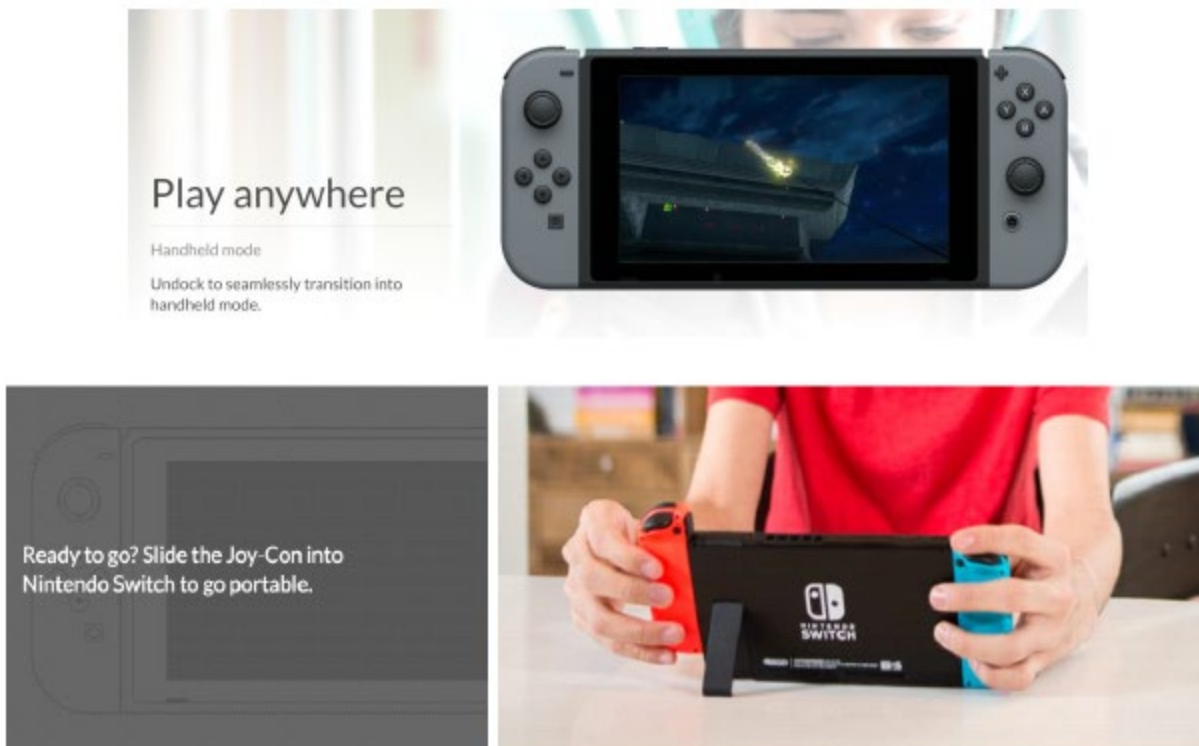 Play anywhere
Handheld mode
Undock to seamlessly transition into
handheld mode.
X
Y
A
B
Ready to go? Slide the Joy-Con into
Nintendo Switch to go portable.
NINTENDO
SWITCH